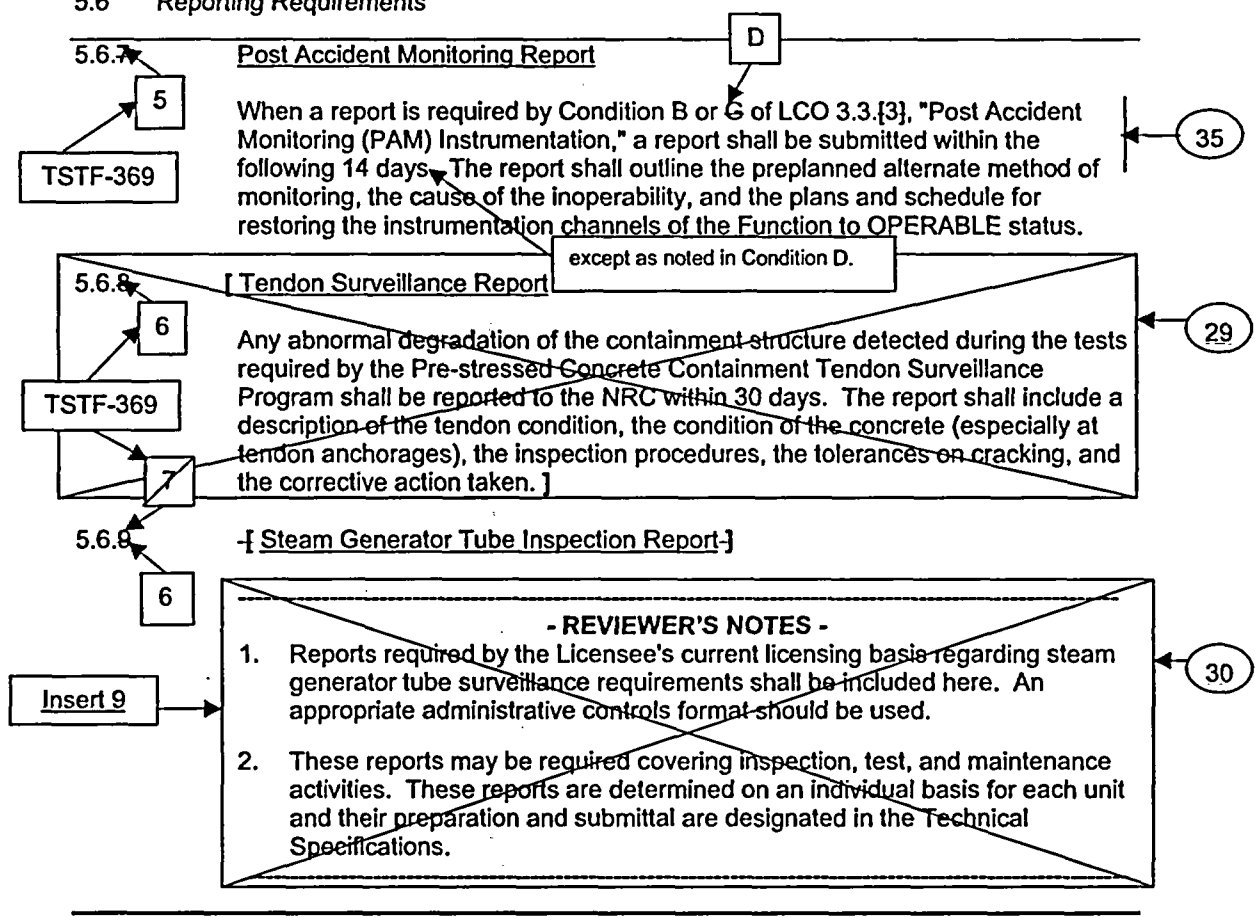 5.6 Reporting Requirements
D
5.6.7 Post Accident Monitoring Report
5
When a report is required by Condition B or G of LCO 3.3.[3], "Post Accident
Monitoring (PAM) Instrumentation," a report shall be submitted within the
35
following 14 days. The report shall outline the preplanned alternate method of
TSTF-369
monitoring, the cause of the inoperability, and the plans and schedule for
restoring the instrumentation channels of the Function to OPERABLE status.
except as noted in Condition D.
5.6.8 [ Tendon Surveillance Report
6
29
Any abnormal degradation of the containment structure detected during the tests
required by the Pre-stressed Concrete Containment Tendon Surveillance
TSTF-369
Program shall be reported to the NRC within 30 days. The report shall include a
description of the tendon condition, the condition of the concrete (especially at
tendon anchorages), the inspection procedures, the tolerances on cracking, and
7
the corrective action taken. ]
5.6.9 [ Steam Generator Tube Inspection Report ]
6
- REVIEWER'S NOTES -
1. Reports required by the Licensee's current licensing basis regarding steam
30
generator tube surveillance requirements shall be included here. An
Insert 9
appropriate administrative controls format should be used.
2. These reports may be required covering inspection, test, and maintenance
activities. These reports are determined on an individual basis for each unit
and their preparation and submittal are designated in the Technical
Specifications.